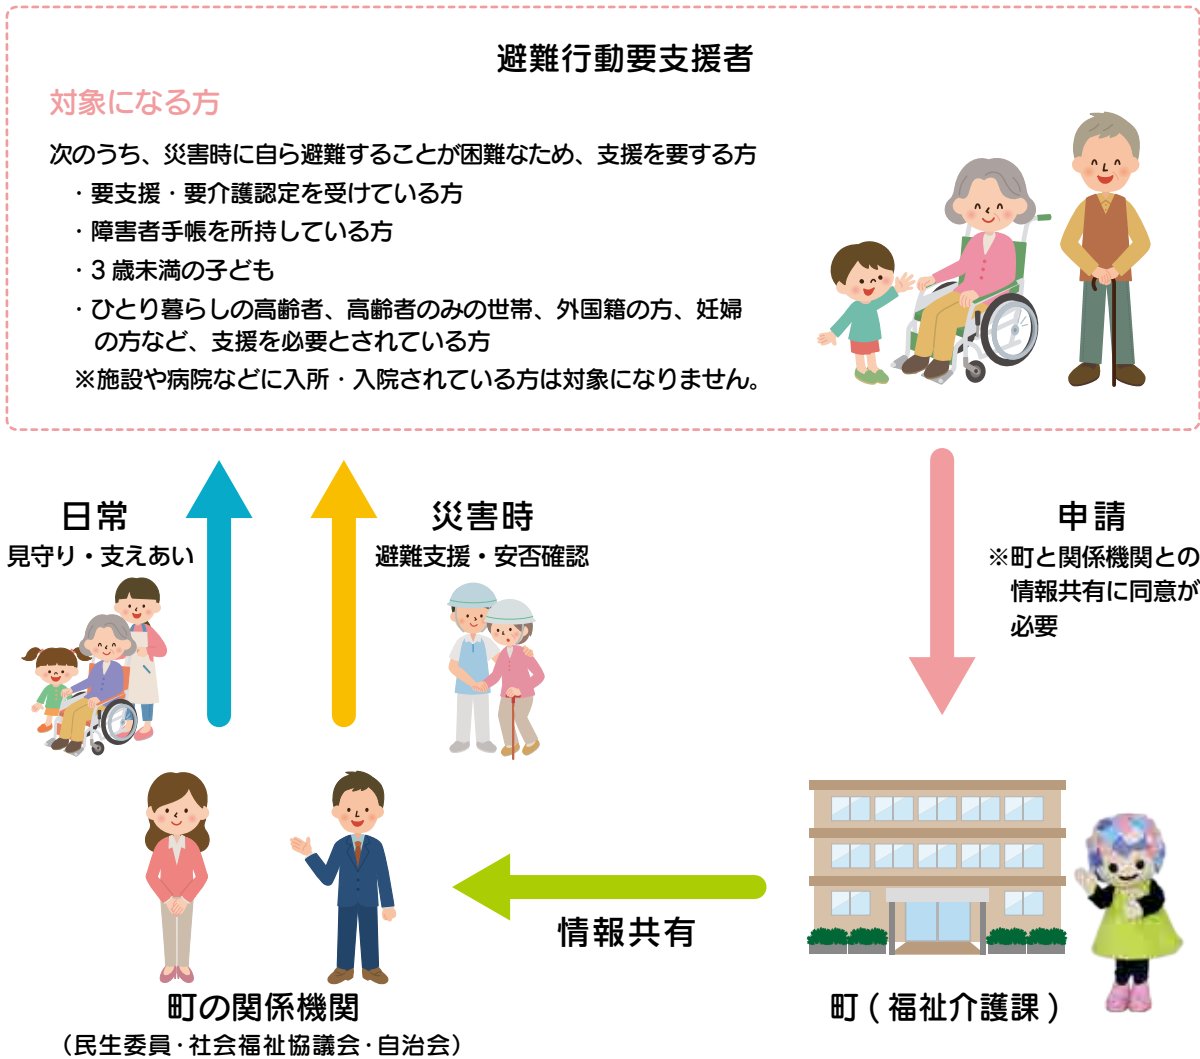 避難行動要支援者
対象になる方
次のうち、災害時に自ら避難することが困難なため、支援を要する方
・要支援・要介護認定を受けている方
・障害者手帳を所持している方
・3歳未満の子ども
・ひとり暮らしの高齢者、高齢者のみの世帯、外国籍の方、妊婦
の方など、支援を必要とされている方
※施設や病院などに入所・入院されている方は対象になりません。
日常
見守り・支えあい
災害時
避難支援・安否確認
申請
※町と関係機関との
情報共有に同意が
必要
情報共有
町の関係機関
（民生委員・社会福祉協議会・自治会）
町(福祉介護課)